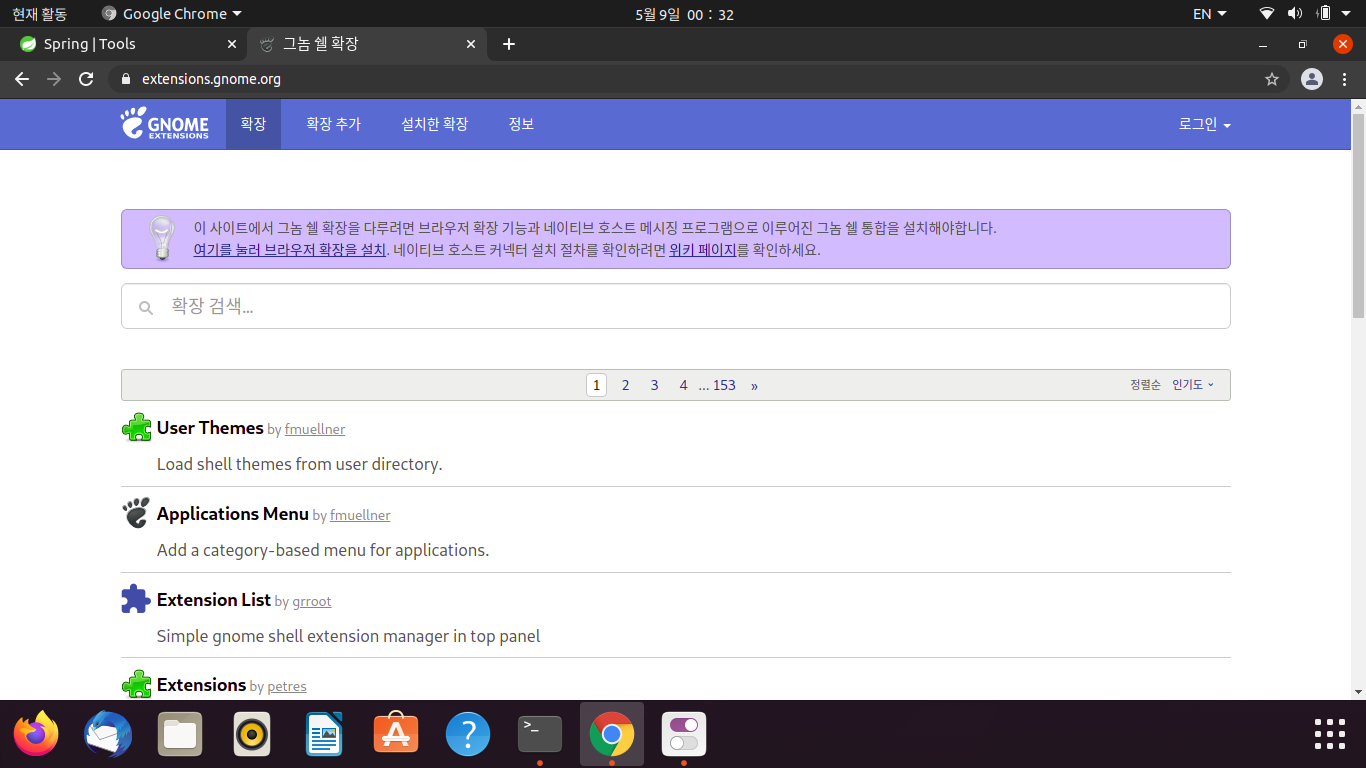 현재 활동 Google Chrome 5월 9일 00 : 32 EN
Spring | Tools 그놈 쉘 확장
extensions.gnome.org
GNOME EXTENSIONS 확장 확장 추가 설치한 확장 정보 로그인
이 사이트에서 그놈 쉘 확장을 다루려면 브라우저 확장 기능과 네이티브 호스트 메시징 프로그램으로 이루어진 그놈 쉘 통합을 설치해야합니다.
여기를 눌러 브라우저 확장을 설치. 네이티브 호스트 커넥터 설치 절차를 확인하려면 위키 페이지를 확인하세요.
확장 검색...
1 2 3 4 ... 153 » 정렬순 인기도
User Themes by fmuellner
Load shell themes from user directory.
Applications Menu by fmuellner
Add a category-based menu for applications.
Extension List by grroot
Simple gnome shell extension manager in top panel
Extensions by petres